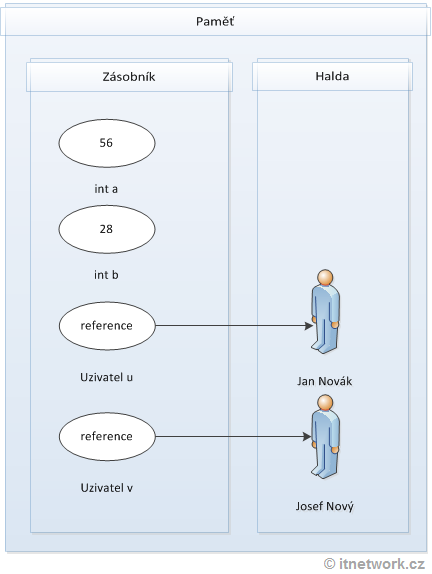 Paměť
Zásobník
Halda
56
int a
28
int b
reference
Uzivatel u
Jan Novák
reference
Uzivatel v
Josef Nový
© itnetwork.cz